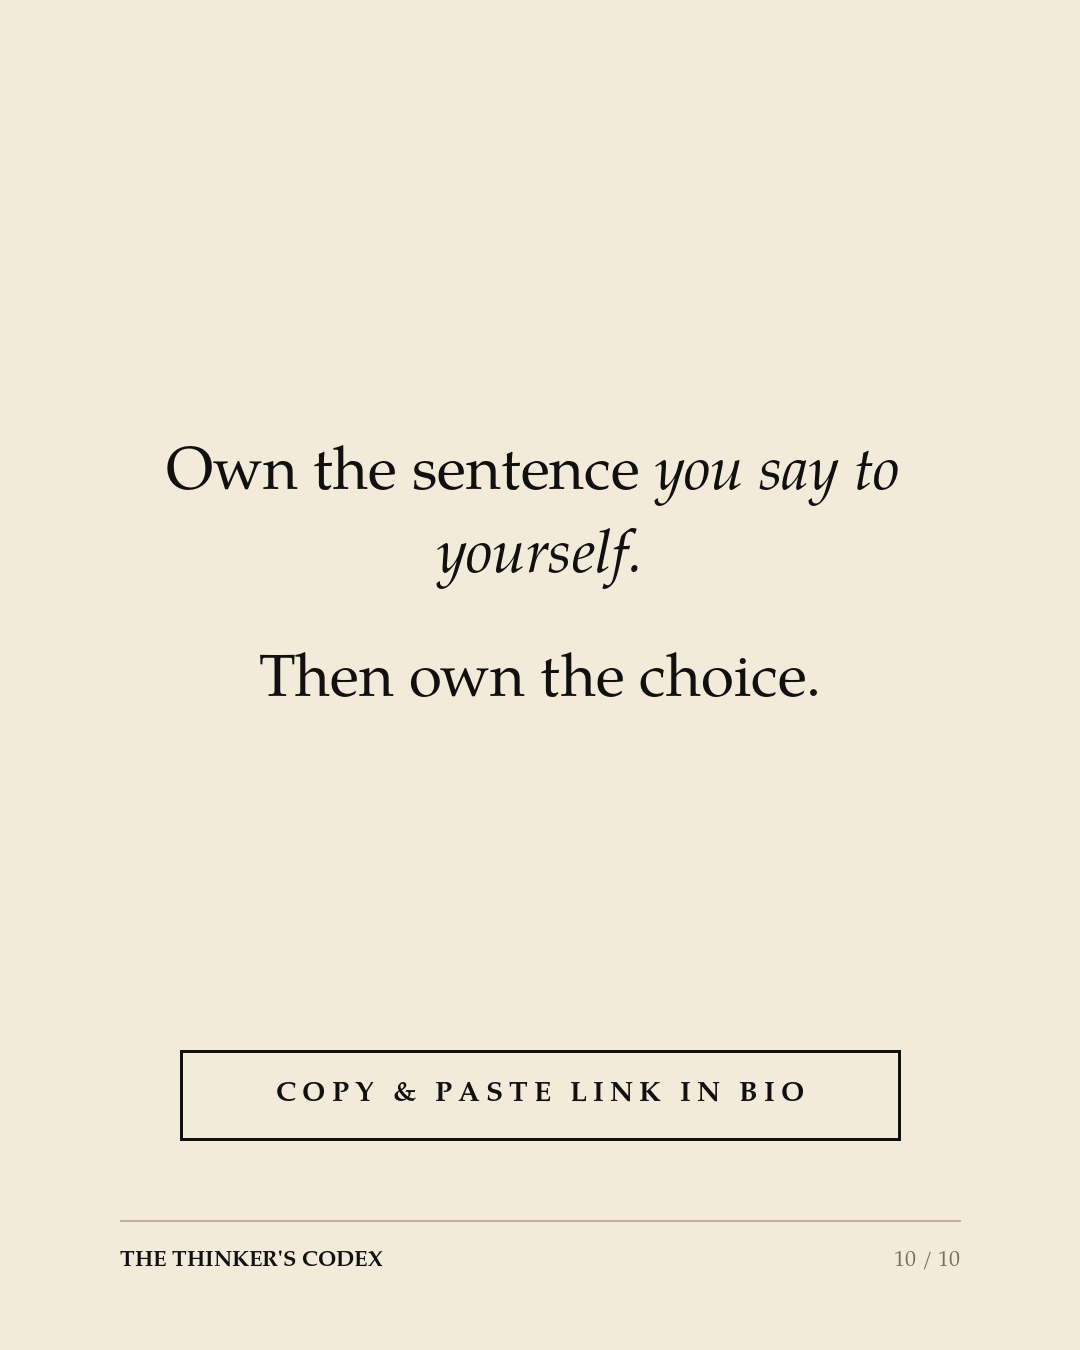 Own the sentence you say to
yourself.
Then own the choice.
COPY & PASTE LINK IN BIO
THE THINKER'S CODEX
10 / 10